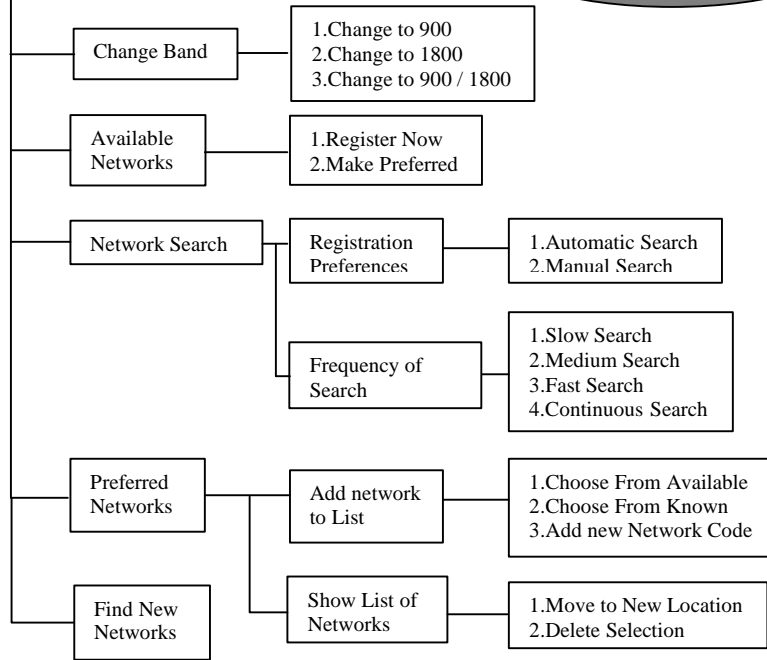 Change Band
1.Change to 900
2.Change to 1800
3.Change to 900 / 1800
Available
Networks
1.Register Now
2.Make Preferred
Network Search
Registration
Preferences
1.Automatic Search
2.Manual Search
Frequency of
Search
1.Slow Search
2.Medium Search
3.Fast Search
4.Continuous Search
Preferred
Networks
Add network
to List
1.Choose From Available
2.Choose From Known
3.Add new Network Code
Find New
Networks
Show List of
Networks
1.Move to New Location
2.Delete Selection